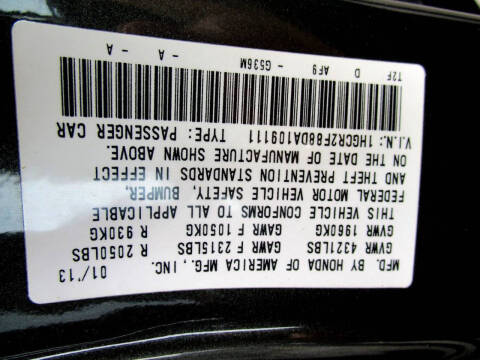 MFD. BY HONDA OF AMERICA MFG., INC. 01/'13
GVWR 4321LBS GAWR F 2315LBS R 2050LBS
GVWR 1960KG GAWR F 1050KG R 930KG
THIS VEHICLE CONFORMS TO ALL APPLICABLE
FEDERAL MOTOR VEHICLE SAFETY, BUMPER,
AND THEFT PREVENTION STANDARDS IN EFFECT
ON THE DATE OF MANUFACTURE SHOWN ABOVE.
V.I.N.: 1HGCR2F88DA109111 TYPE: PASSENGER CAR
T2F D AF9 - G536M - A - A